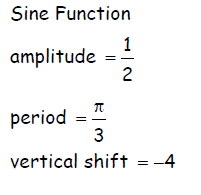 Sine Function
amplitude = 1/2
period = π/3
vertical shift = −4